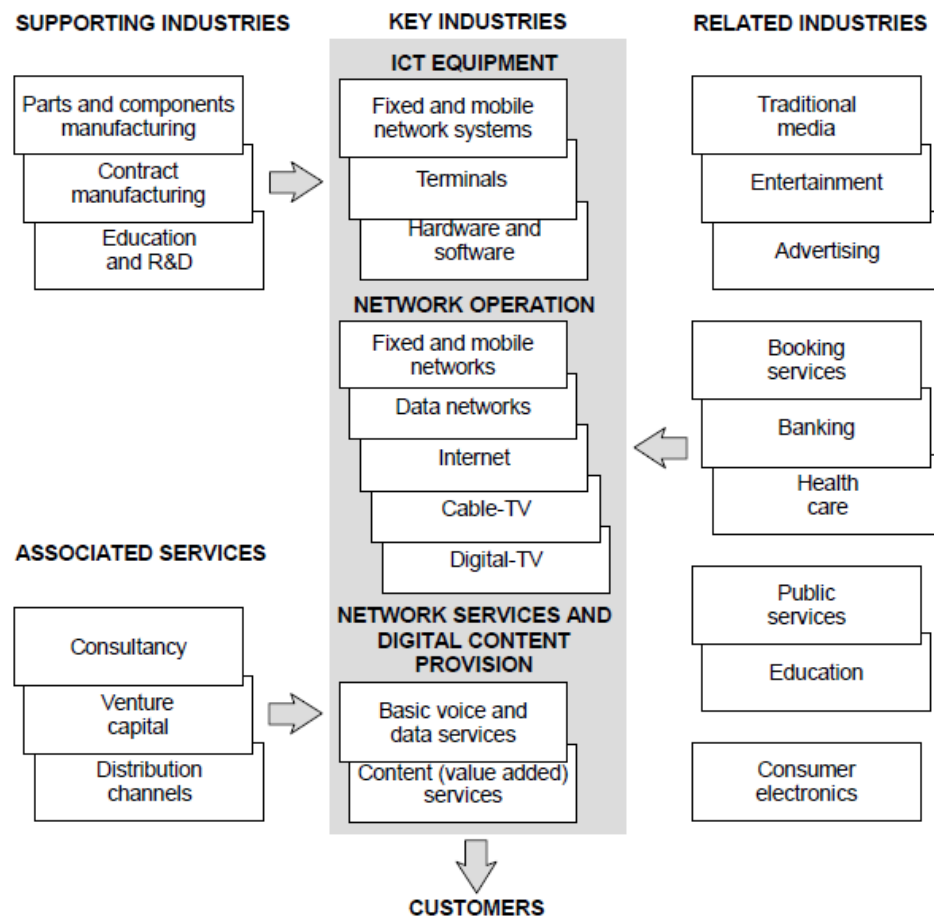 SUPPORTING INDUSTRIES
Parts and components
manufacturing
Contract
manufacturing
Education
and R&D
ASSOCIATED SERVICES
Consultancy
Venture
capital
Distribution
channels
KEY INDUSTRIES
ICT EQUIPMENT
Fixed and mobile
network systems
Terminals
Hardware and
software
NETWORK OPERATION
Fixed and mobile
networks
Data networks
Internet
Cable-TV
Digital-TV
NETWORK SERVICES AND
DIGITAL CONTENT
PROVISION
Basic voice and
data services
Content (value added)
services
CUSTOMERS
RELATED INDUSTRIES
Traditional
media
Entertainment
Advertising
Booking
services
Banking
Health
care
Public
services
Education
Consumer
electronics